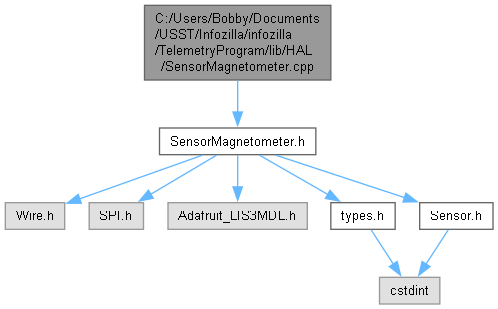 C:/Users/Bobby/Documents
/USST/Infozilla/infozilla
/TelemetryProgram/lib/HAL
/SensorMagnetometer.cpp
SensorMagnetometer.h
Wire.h
SPI.h
Adafruit_LIS3MDL.h
types.h
Sensor.h
cstdint